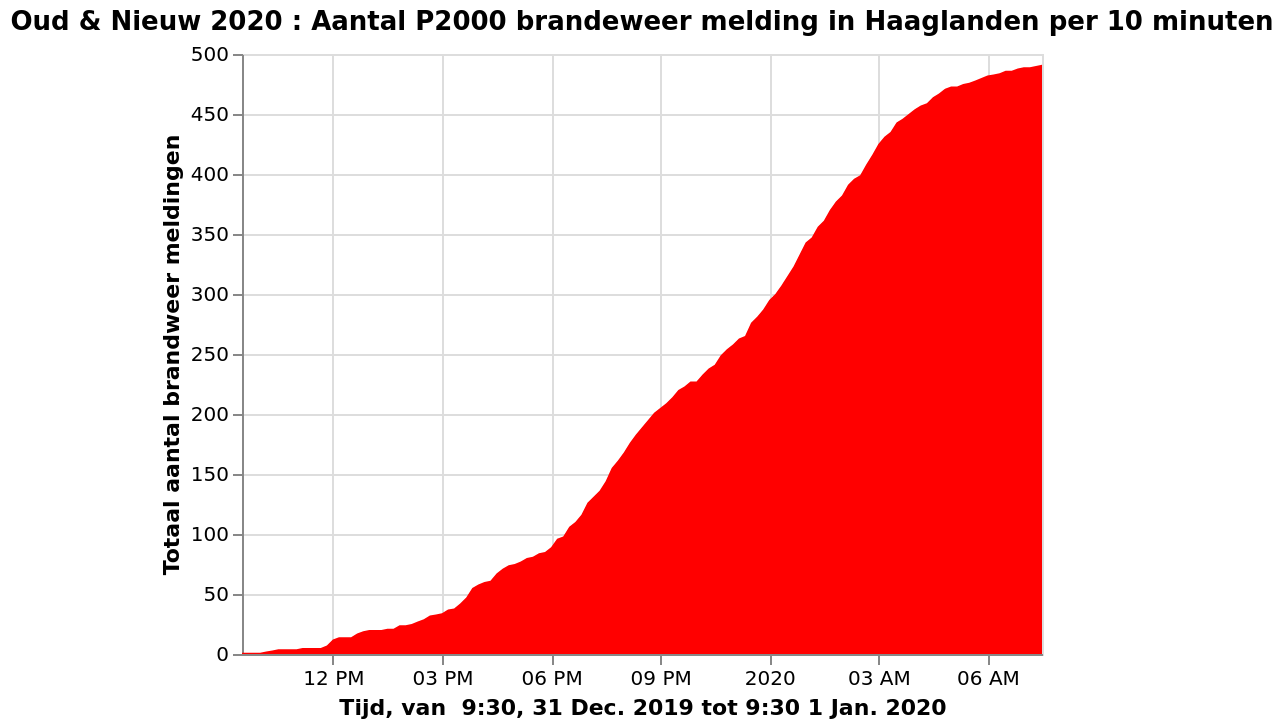 Oud & Nieuw 2020 : Aantal P2000 brandeweer melding in Haaglanden per 10 minuten
Totaal aantal brandweer meldingen
500
450
400
350
300
250
200
150
100
50
0
12 PM 03 PM 06 PM 09 PM 2020 03 AM 06 AM
Tijd, van  9:30, 31 Dec. 2019 tot 9:30 1 Jan. 2020